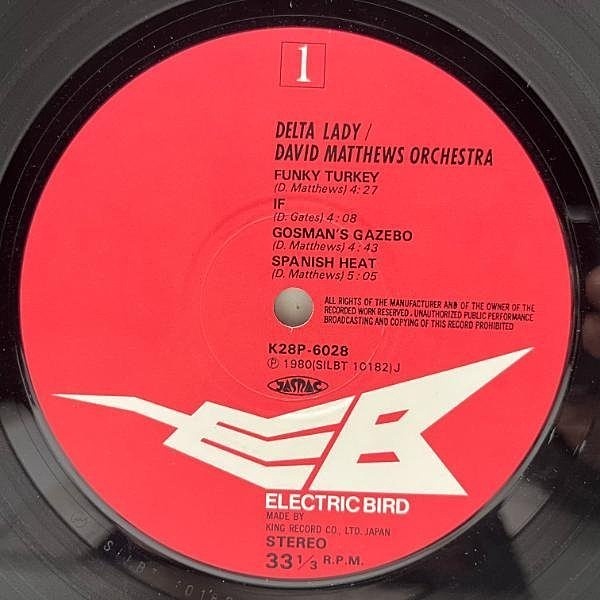 1
DELTA LADY /
DAVID MATTHEWS ORCHESTRA
FUNKY TURKEY
(D. Matthews) 4:27
IF
(D. Gates) 4:08
GOSMAN'S GAZEBO
(D. Matthews) 4:43
SPANISH HEAT
(D. Matthews) 5:05
ALL RIGHTS OF THE MANUFACTURER AND OF THE OWNER OF THE
RECORDED WORK RESERVED. UNAUTHORIZED PUBLIC PERFORMANCE
BROADCASTING AND COPYING OF THIS RECORD PROHIBITED
K28P-6028
℗ 1980 (SILBT 10182) J
JASRAC
EB
ELECTRIC BIRD
MADE BY
KING RECORD CO., LTD. JAPAN
STEREO
33 1/3 R.P.M.